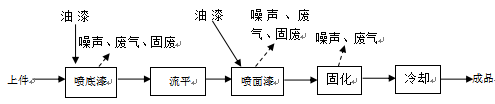 油漆
噪声、废气、固废
油漆
噪声、废
气、固废
噪声、废气
上件
喷底漆
流平
喷面漆
固化
冷却
成品